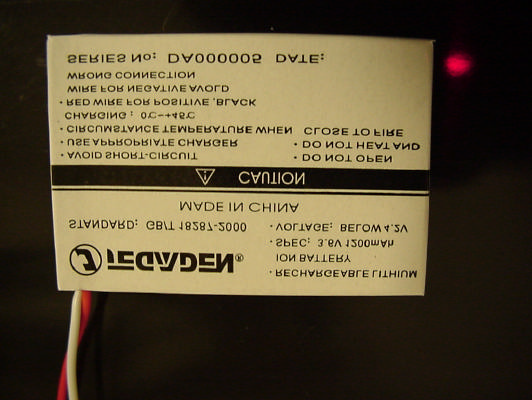 RECHARGEABLE LITHIUM
ION BATTERY
· SPEC: 3.6V 1200mAh
· VOLTAGE: BELOW 4.2V
STANDARD: GB/T 18287-2000
MADE IN CHINA
CAUTION
· AVOID SHORT-CIRCUIT
· USE APPROPRIATE CHARGER
· CIRCUMSTANCE TEMPERATURE WHEN
CHARGING: 0℃~+45℃
· RED WIRE FOR POSITIVE, BLACK
WIRE FOR NEGATIVE AVOLD
WRONG CONNECTION
· DO NOT OPEN
· DO NOT HEAT AND
CLOSE TO FIRE
SERIES No: DA000005 DATE: